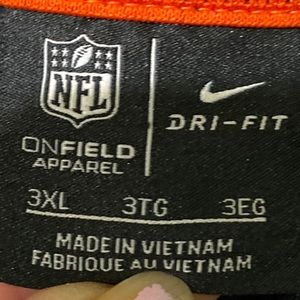 NFL
DRI-FIT
ONFIELD
APPAREL
3XL 3TG 3EG
MADE IN VIETNAM
FABRIQUE AU VIETNAM